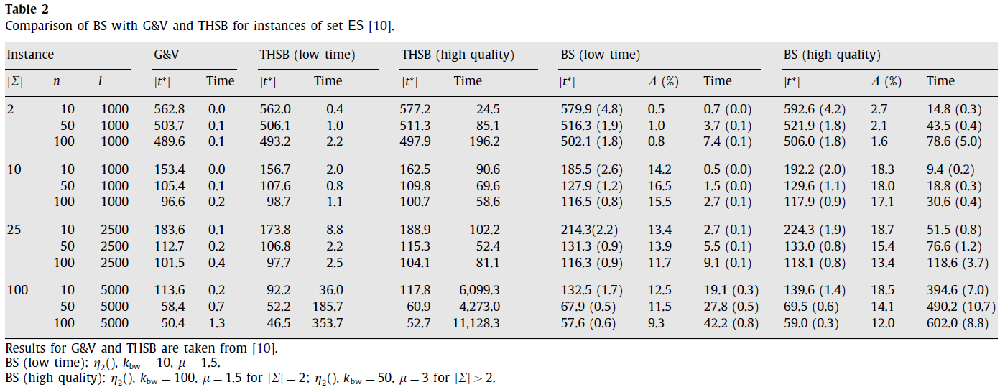 Table 2
Comparison of BS with G&V and THSB for instances of set ES [10].
Instance G&V THSB (low time) THSB (high quality) BS (low time) BS (high quality)
|Σ| n l |t*| Time |t*| Time |t*| Time |t*| Δ (%) Time |t*| Δ (%) Time
2 10 1000 562.8 0.0 562.0 0.4 577.2 24.5 579.9 (4.8) 0.5 0.7 (0.0) 592.6 (4.2) 2.7 14.8 (0.3)
50 1000 503.7 0.1 506.1 1.0 511.3 85.1 516.3 (1.9) 1.0 3.7 (0.1) 521.9 (1.8) 2.1 43.5 (0.4)
100 1000 489.6 0.1 493.2 2.2 497.9 196.2 502.1 (1.8) 0.8 7.4 (0.1) 506.0 (1.8) 1.6 78.6 (5.0)
10 10 1000 153.4 0.0 156.7 2.0 162.5 90.6 185.5 (2.6) 14.2 0.5 (0.0) 192.2 (2.0) 18.3 9.4 (0.2)
50 1000 105.4 0.1 107.6 0.8 109.8 69.6 127.9 (1.2) 16.5 1.5 (0.0) 129.6 (1.1) 18.0 18.8 (0.3)
100 1000 96.6 0.2 98.7 1.1 100.7 58.6 116.5 (0.8) 15.5 2.7 (0.1) 117.9 (0.9) 17.1 30.6 (0.4)
25 10 2500 183.6 0.1 173.8 8.8 188.9 102.2 214.3(2.2) 13.4 2.7 (0.1) 224.3 (1.9) 18.7 51.5 (0.8)
50 2500 112.7 0.2 106.8 2.2 115.3 52.4 131.3 (0.9) 13.9 5.5 (0.1) 133.0 (0.8) 15.4 76.6 (1.2)
100 2500 101.5 0.4 97.7 2.5 104.1 81.1 116.3 (0.9) 11.7 9.1 (0.1) 118.1 (0.8) 13.4 118.6 (3.7)
100 10 5000 113.6 0.2 92.2 36.0 117.8 6,099.3 132.5 (1.7) 12.5 19.1 (0.3) 139.6 (1.4) 18.5 394.6 (7.0)
50 5000 58.4 0.7 52.2 185.7 60.9 4,273.0 67.9 (0.5) 11.5 27.8 (0.5) 69.5 (0.6) 14.1 490.2 (10.7)
100 5000 50.4 1.3 46.5 353.7 52.7 11,128.3 57.6 (0.6) 9.3 42.2 (0.8) 59.0 (0.3) 12.0 602.0 (8.8)
Results for G&V and THSB are taken from [10].
BS (low time): η₂(), k_bw = 10, μ = 1.5.
BS (high quality): η₂(), k_bw = 100, μ = 1.5 for |Σ| = 2; η₂(), k_bw = 50, μ = 3 for |Σ| > 2.